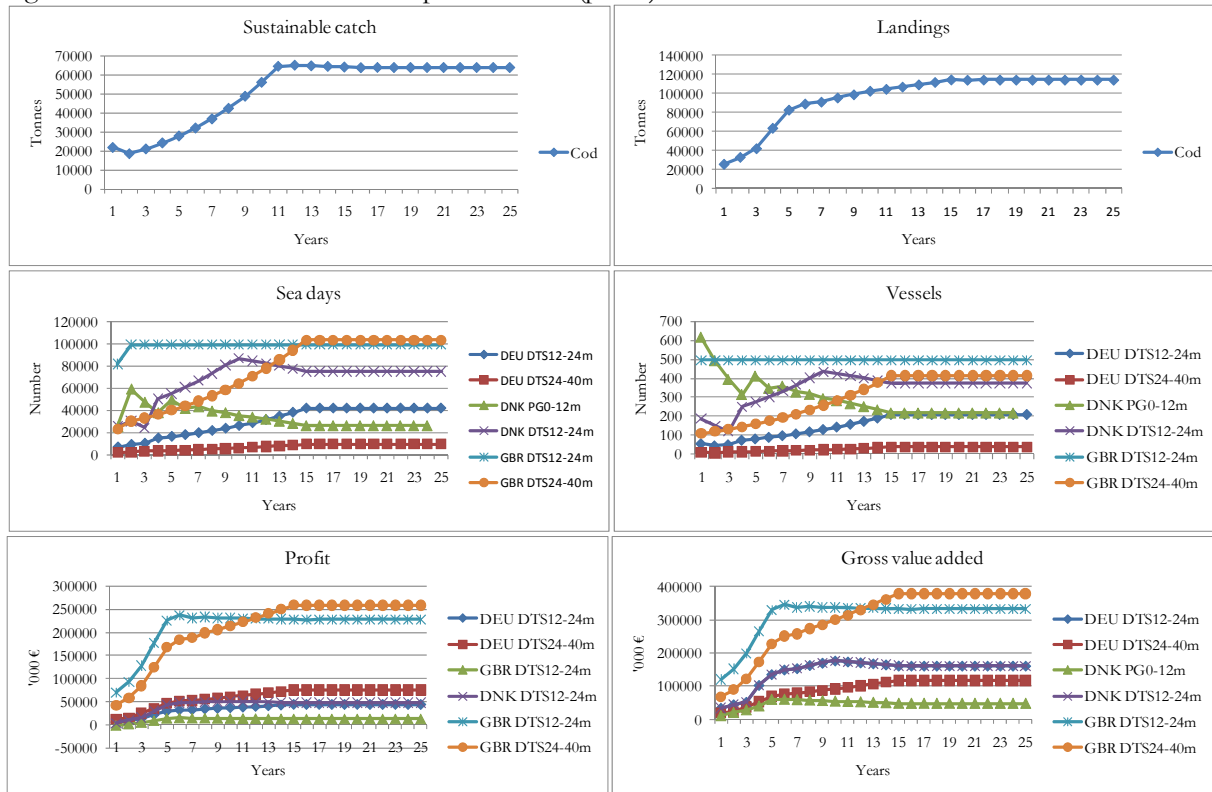 Sustainable catch
70000
60000
50000
40000
30000
20000
10000
0
Tonnes
1 3 5 7 9 11 13 15 17 19 21 23 25
Years
Cod
Landings
140000
120000
100000
80000
60000
40000
20000
0
Tonnes
1 3 5 7 9 11 13 15 17 19 21 23 25
Years
Cod
Sea days
120000
100000
80000
60000
40000
20000
0
Number
1 3 5 7 9 11 13 15 17 19 21 23 25
Years
DEU DTS12-24m
DEU DTS24-40m
DNK PG0-12m
DNK DTS12-24m
GBR DTS12-24m
GBR DTS24-40m
Vessels
700
600
500
400
300
200
100
0
Number
1 3 5 7 9 11 13 15 17 19 21 23 25
Years
DEU DTS12-24m
DEU DTS24-40m
DNK PG0-12m
DNK DTS12-24m
GBR DTS12-24m
GBR DTS24-40m
Profit
300000
250000
200000
150000
100000
50000
0
-50000
'000 €
1 3 5 7 9 11 13 15 17 19 21 23 25
Years
DEU DTS12-24m
DEU DTS24-40m
GBR DTS12-24m
DNK DTS12-24m
GBR DTS12-24m
GBR DTS24-40m
Gross value added
400000
300000
200000
100000
0
'000 €
1 3 5 7 9 11 13 15 17 19 21 23 25
Years
DEU DTS12-24m
DEU DTS24-40m
DNK PG0-12m
DNK DTS12-24m
GBR DTS12-24m
GBR DTS24-40m